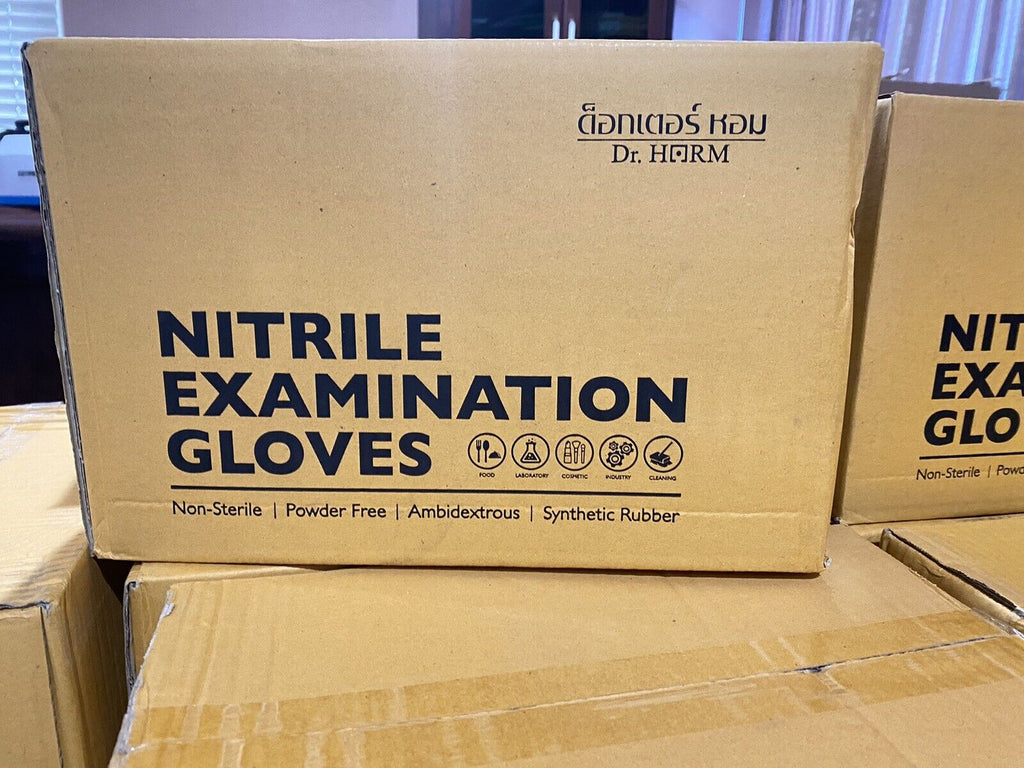 ด็อกเตอร์ หอม
Dr. HARM
NITRILE
EXAMINATION
GLOVES
FOOD LABORATORY COSMETIC INDUSTRY CLEANING
Non-Sterile | Powder Free | Ambidextrous | Synthetic Rubber
NIT
EXA
GLO
Non-Sterile | Powd